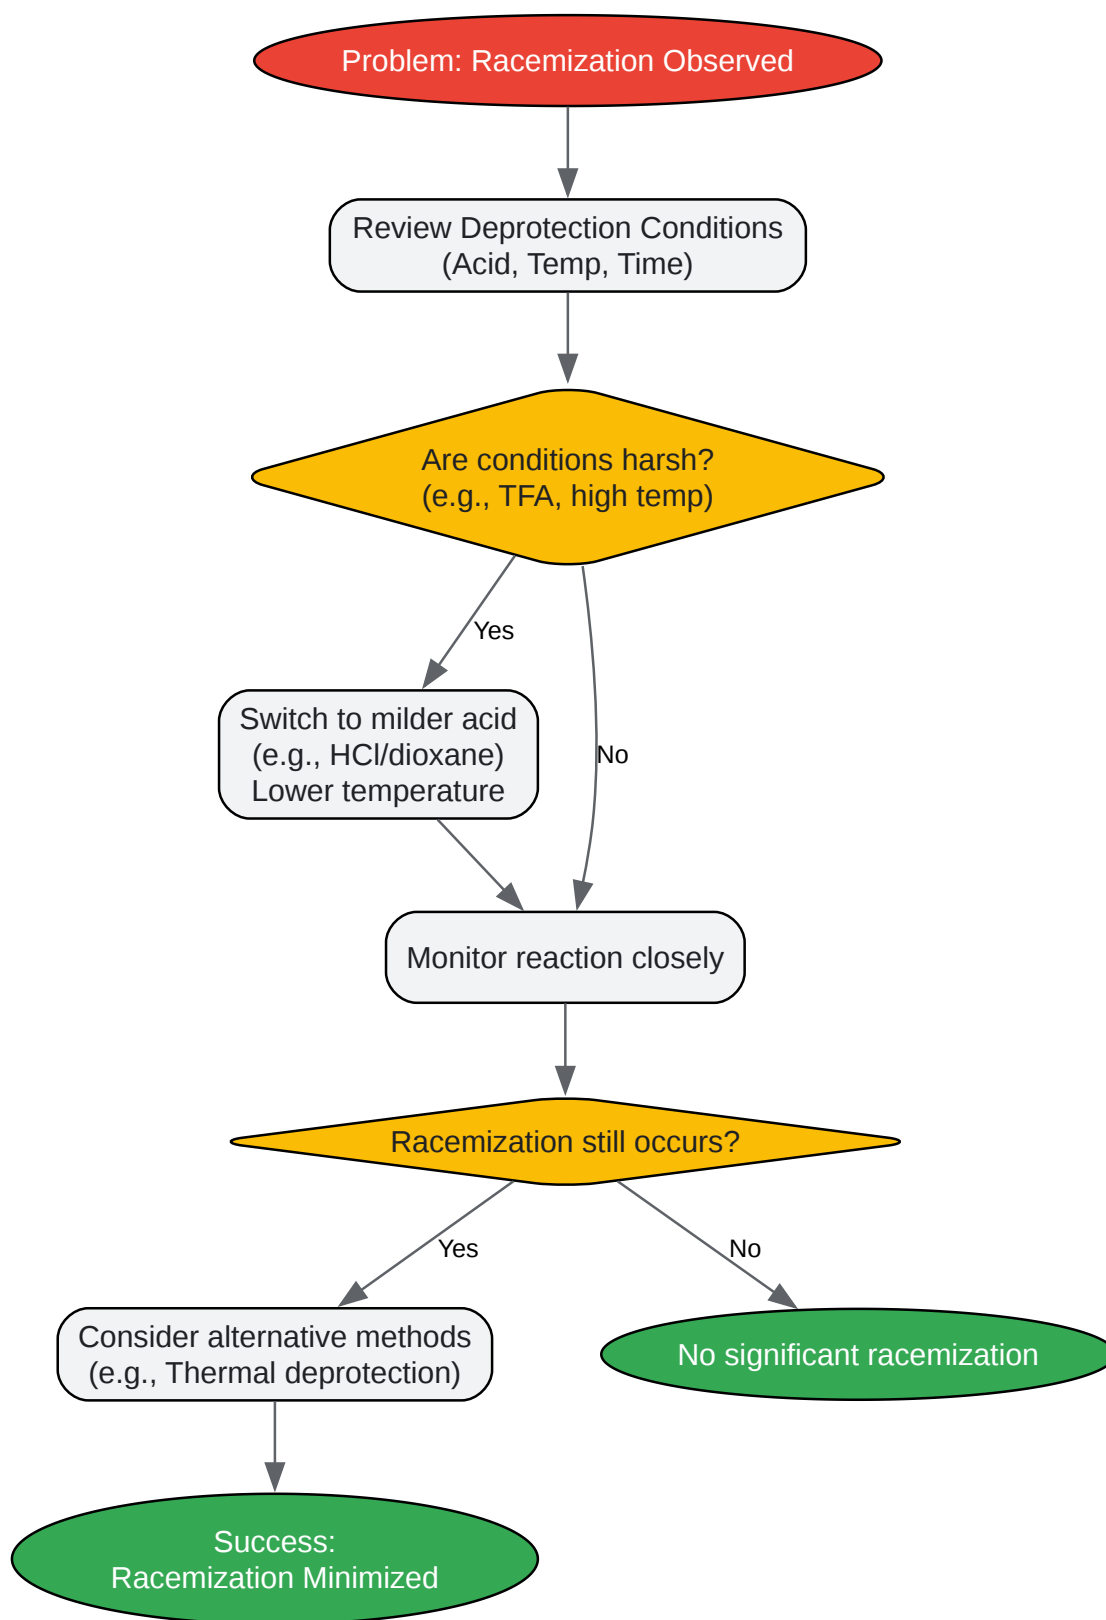 Problem: Racemization Observed
Review Deprotection Conditions
(Acid, Temp, Time)
Are conditions harsh?
(e.g., TFA, high temp)
Yes
Switch to milder acid
(e.g., HCl/dioxane)
Lower temperature
No
Monitor reaction closely
Racemization still occurs?
Yes
No
Consider alternative methods
(e.g., Thermal deprotection)
No significant racemization
Success:
Racemization Minimized